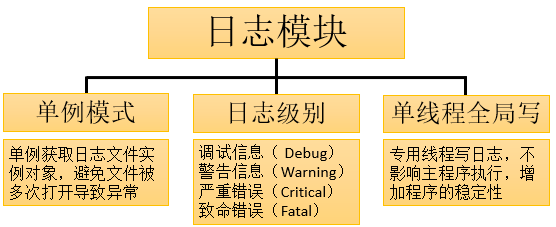 日志模块
单例模式
单例获取日志文件实
例对象，避免文件被
多次打开导致异常
日志级别
调试信息（ Debug）
警告信息（Warning）
严重错误（Critical）
致命错误（Fatal）
单线程全局写
专用线程写日志，不
影响主程序执行，增
加程序的稳定性